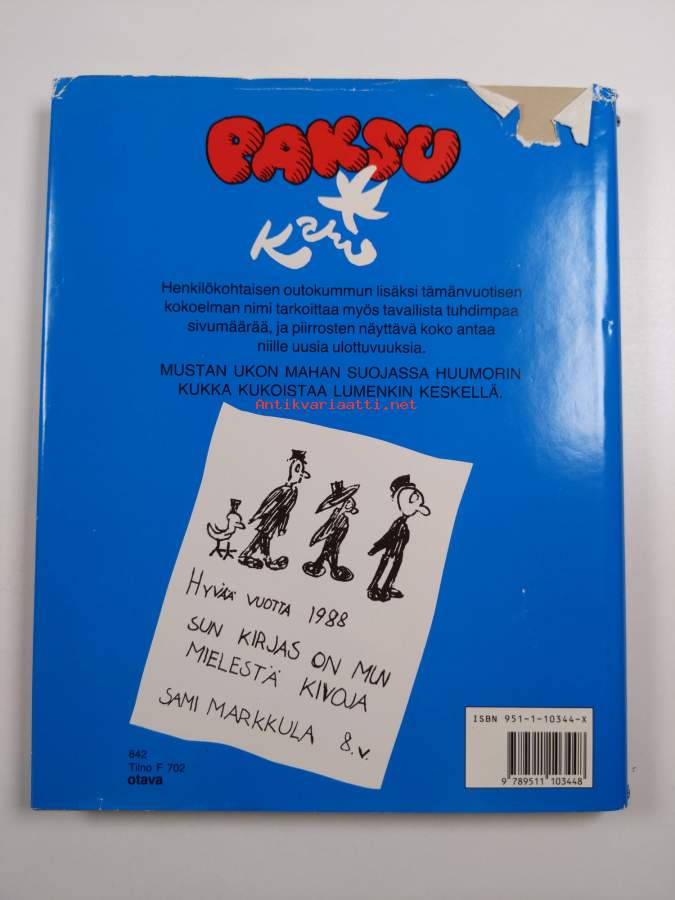 PAKSU
Kari
Henkilökohtaisen outokummun lisäksi tämänvuotisen
kokoelman nimi tarkoittaa myös tavallista tuhdimpaa
sivumäärää, ja piirrosten näyttävä koko antaa
niille uusia ulottuvuuksia.
MUSTAN UKON MAHAN SUOJASSA HUUMORIN
KUKKA KUKOISTAA LUMENKIN KESKELLÄ.
Antikvariaatti.net
HYVÄÄ VUOTTA 1988
SUN KIRJAS ON MUN
MIELESTÄ KIVOJA
SAMI MARKKULA 8.V.
ISBN 951-1-10344-X
9 789511 103448
842
Tilno F 702
otava